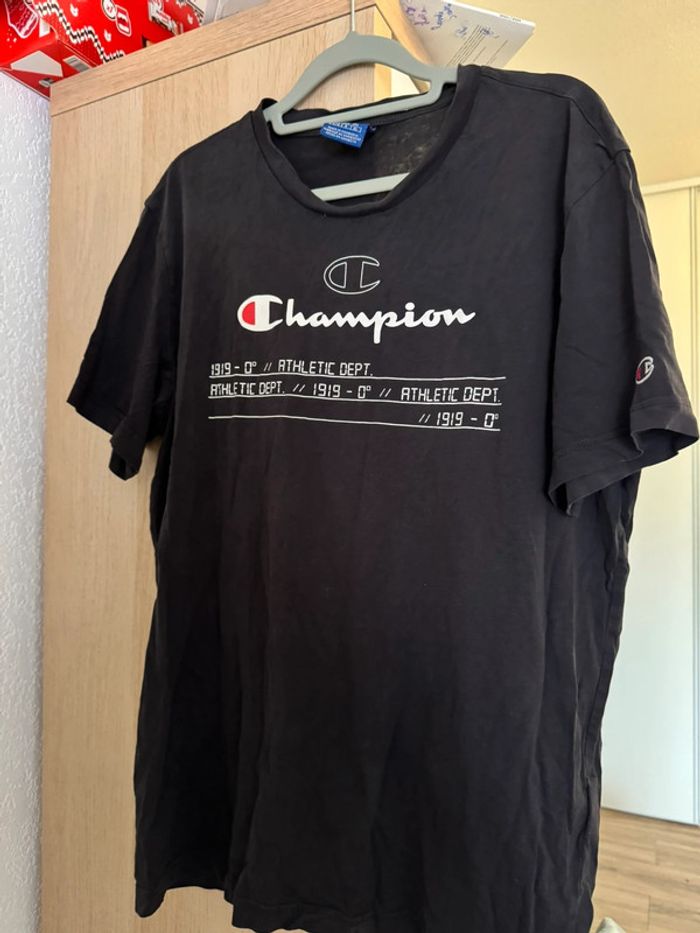 Champion
1919 - 0° // ATHLETIC DEPT.
ATHLETIC DEPT. // 1919 - 0° // ATHLETIC DEPT.
// 1919 - 0°